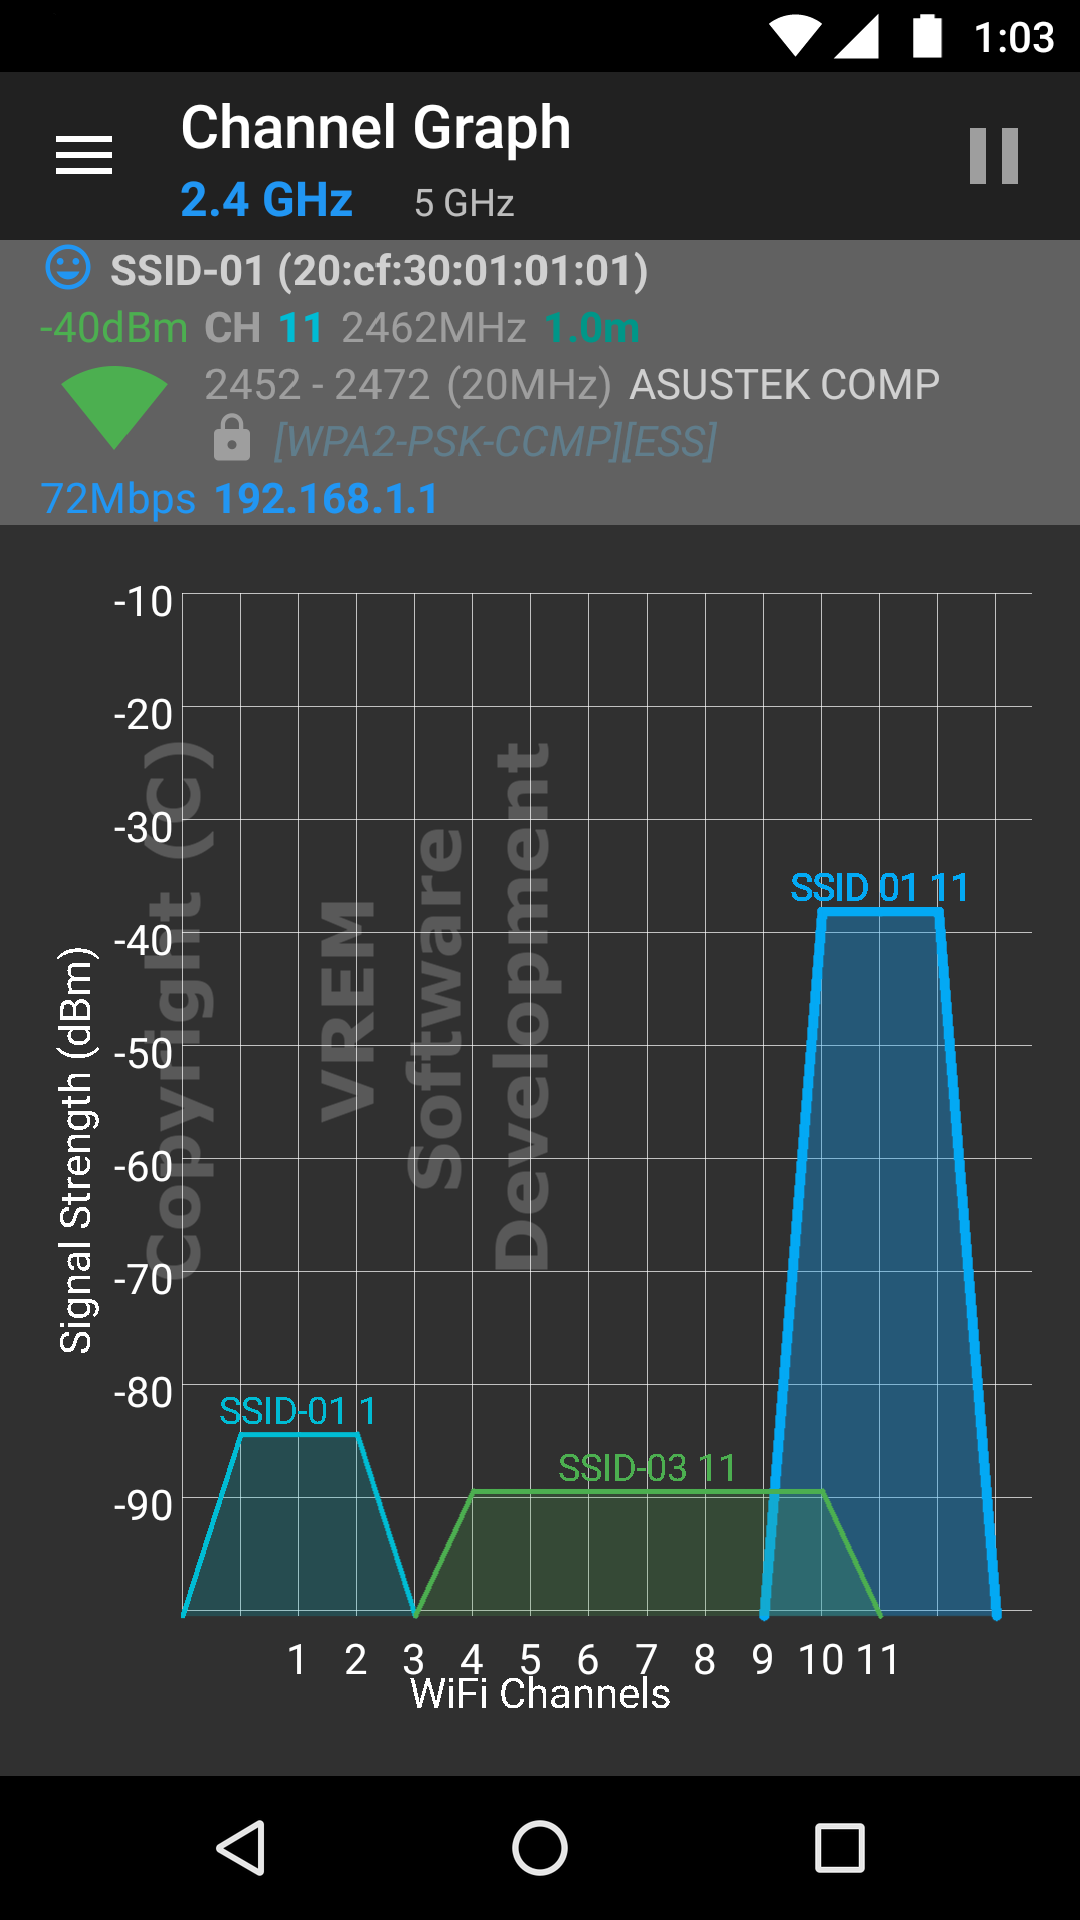 1:03
Channel Graph
2.4 GHz 5 GHz
SSID-01 (20:cf:30:01:01:01)
-40dBm CH 11 2462MHz 1.0m
2452 - 2472 (20MHz) ASUSTEK COMP
[WPA2-PSK-CCMP][ESS]
72Mbps 192.168.1.1
-10
-20
-30
-40
-50
-60
-70
-80
-90
Signal Strength (dBm)
Copyright (C)
VREM
Software
Development
SSID 01 11
SSID-01 1
SSID-03 11
1 2 3 4 5 6 7 8 9 10 11
WiFi Channels